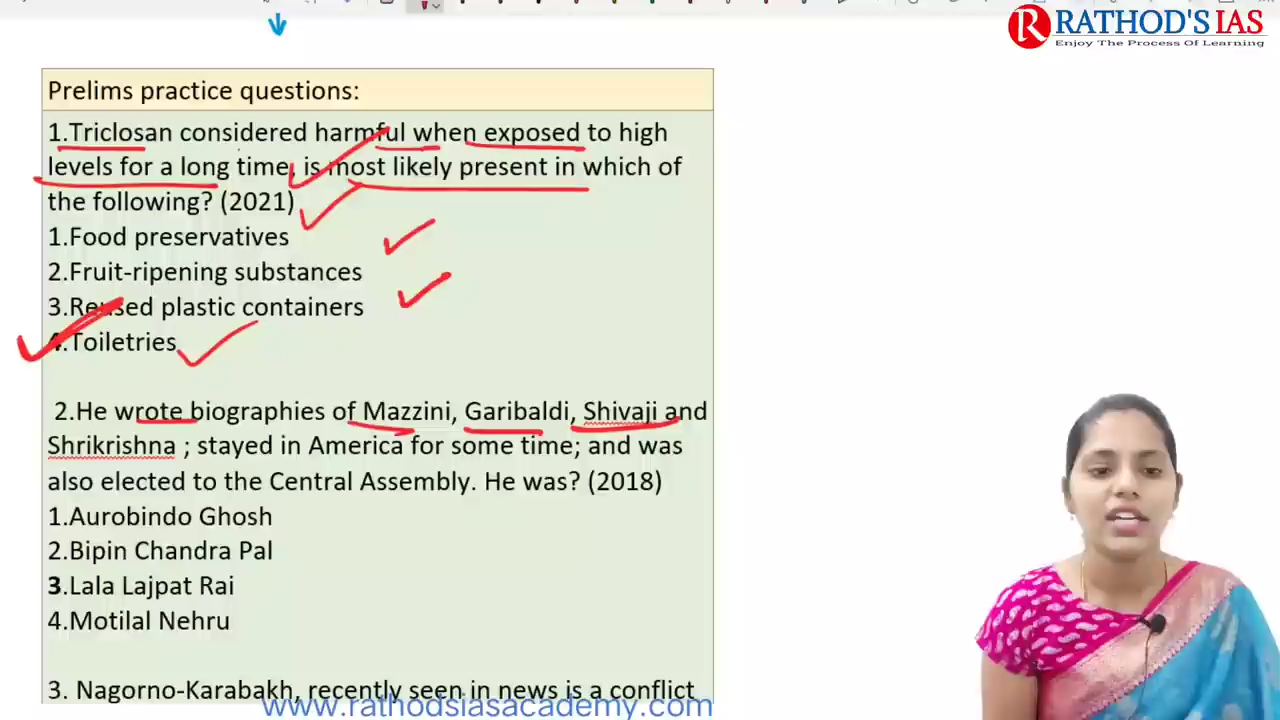 R RATHOD'S IAS
Enjoy The Process Of Learning
Prelims practice questions:
1.Triclosan considered harmful when exposed to high
levels for a long time, is most likely present in which of
the following? (2021)
1.Food preservatives
2.Fruit-ripening substances
3.Reused plastic containers
4.Toiletries
2.He wrote biographies of Mazzini, Garibaldi, Shivaji and
Shrikrishna ; stayed in America for some time; and was
also elected to the Central Assembly. He was? (2018)
1.Aurobindo Ghosh
2.Bipin Chandra Pal
3.Lala Lajpat Rai
4.Motilal Nehru
3. Nagorno-Karabakh, recently seen in news is a conflict
www.rathodsiasacademy.com